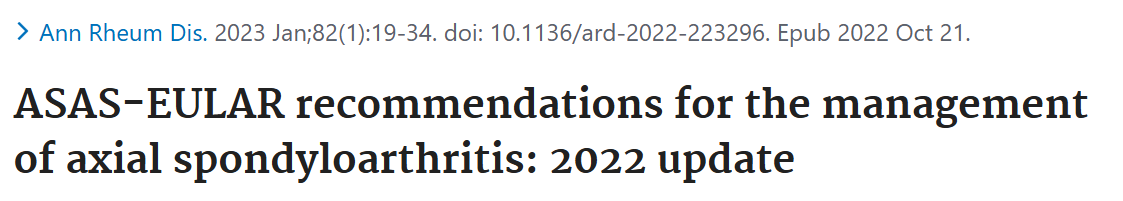 Ann Rheum Dis. 2023 Jan;82(1):19-34. doi: 10.1136/ard-2022-223296. Epub 2022 Oct 21.
ASAS-EULAR recommendations for the management
of axial spondyloarthritis: 2022 update